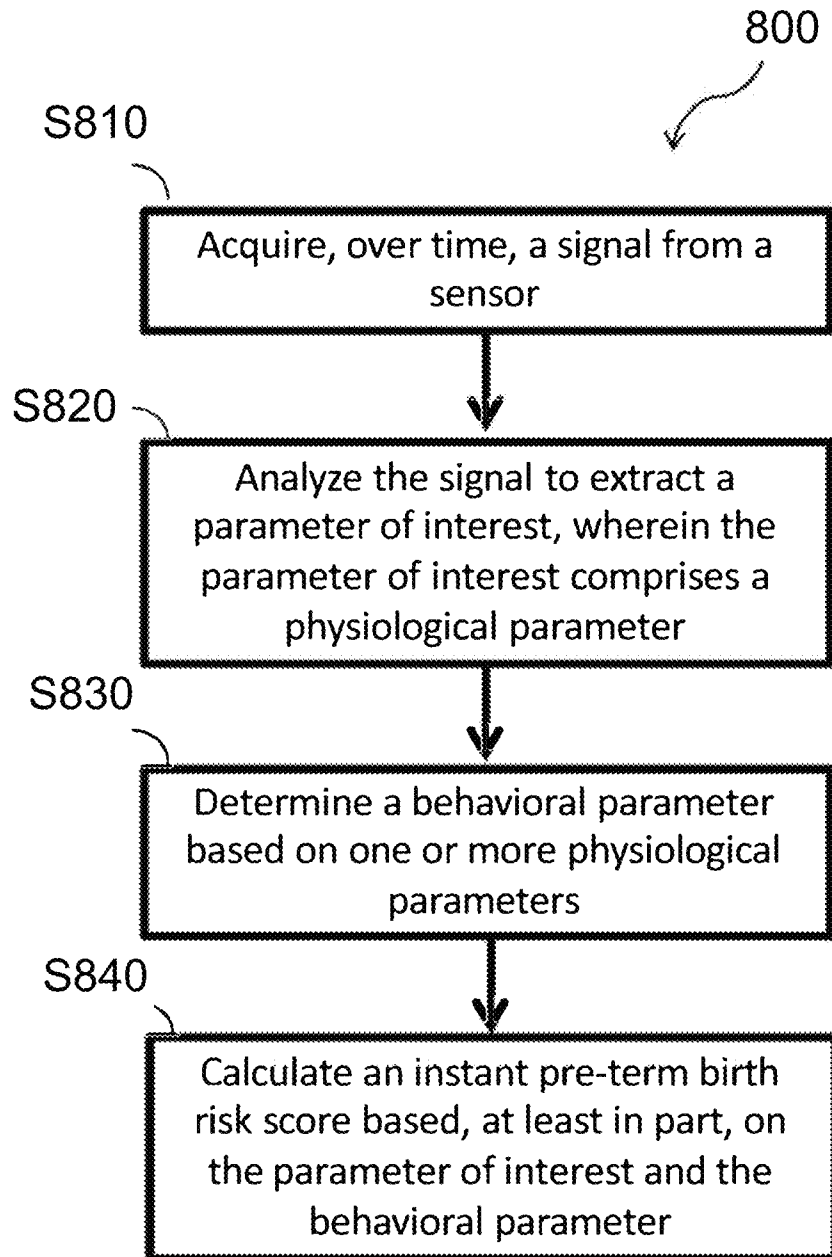 800
S810
Acquire, over time, a signal from a
sensor
S820
Analyze the signal to extract a
parameter of interest, wherein the
parameter of interest comprises a
physiological parameter
S830
Determine a behavioral parameter
based on one or more physiological
parameters
S840
Calculate an instant pre-term birth
risk score based, at least in part, on
the parameter of interest and the
behavioral parameter